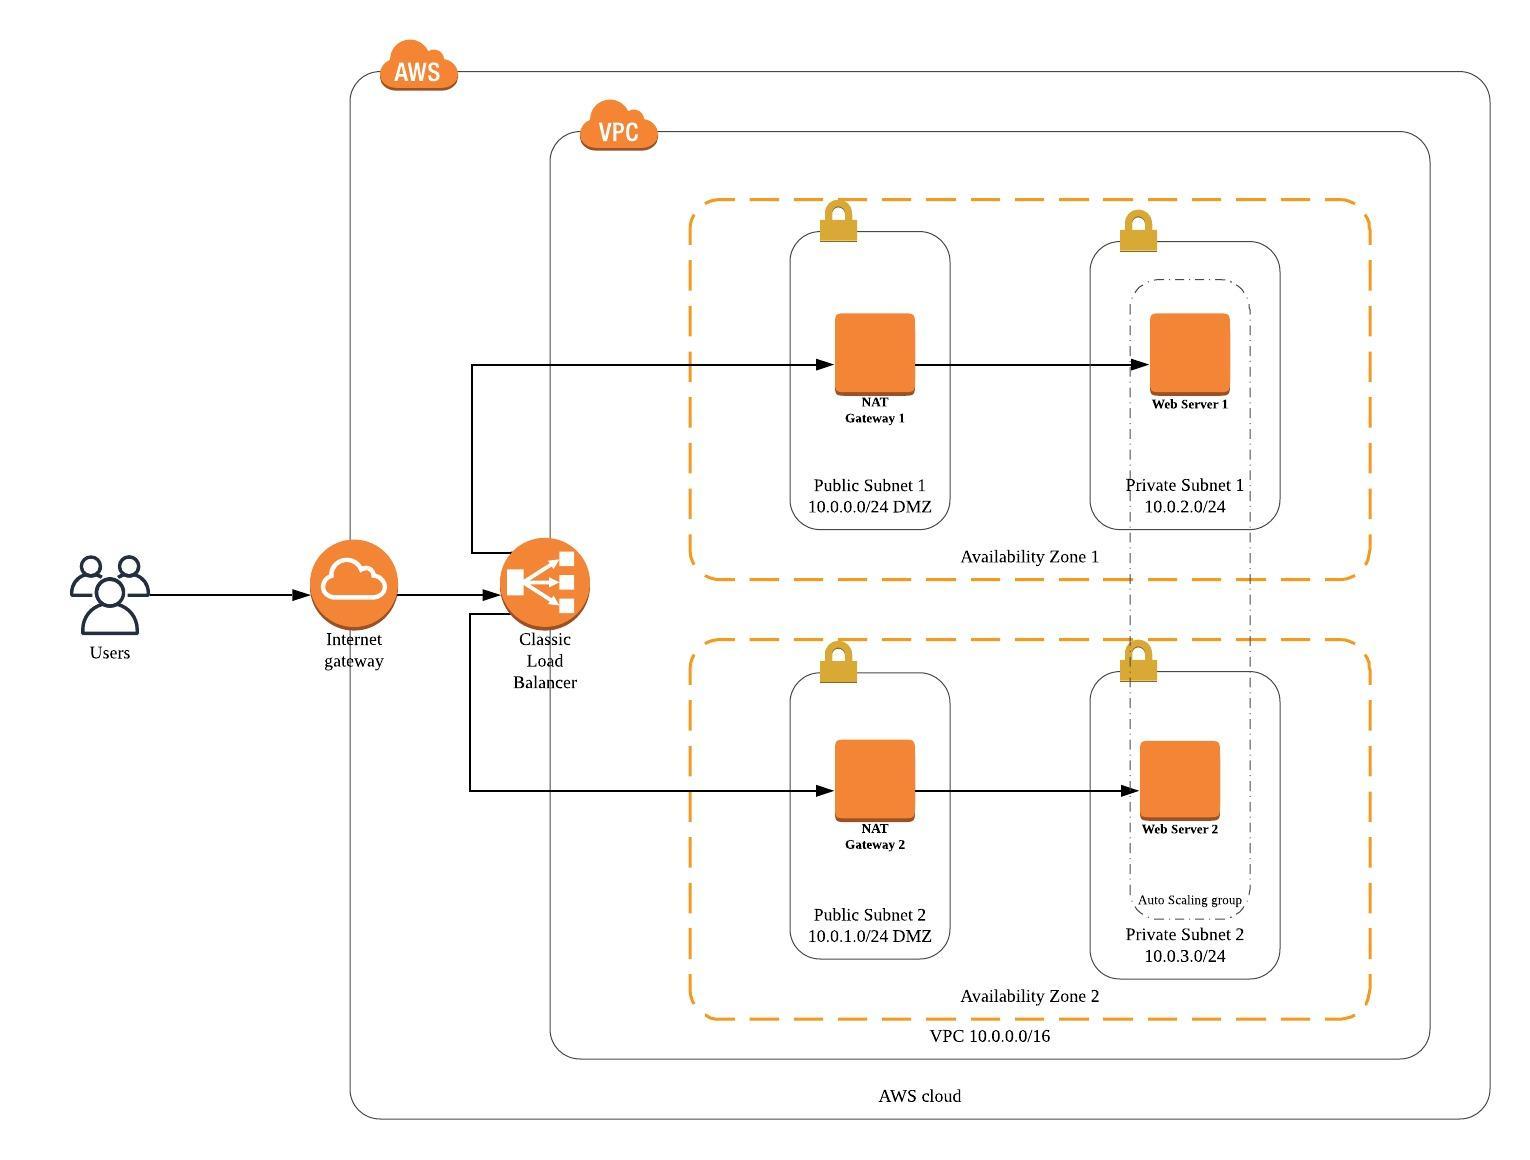 AWS
VPC
NAT
Gateway 1
Web Server 1
Public Subnet 1
10.0.0.0/24 DMZ
Private Subnet 1
10.0.2.0/24
Availability Zone 1
Users
Internet
gateway
Classic
Load
Balancer
NAT
Gateway 2
Web Server 2
Auto Scaling group
Public Subnet 2
10.0.1.0/24 DMZ
Private Subnet 2
10.0.3.0/24
Availability Zone 2
VPC 10.0.0.0/16
AWS cloud